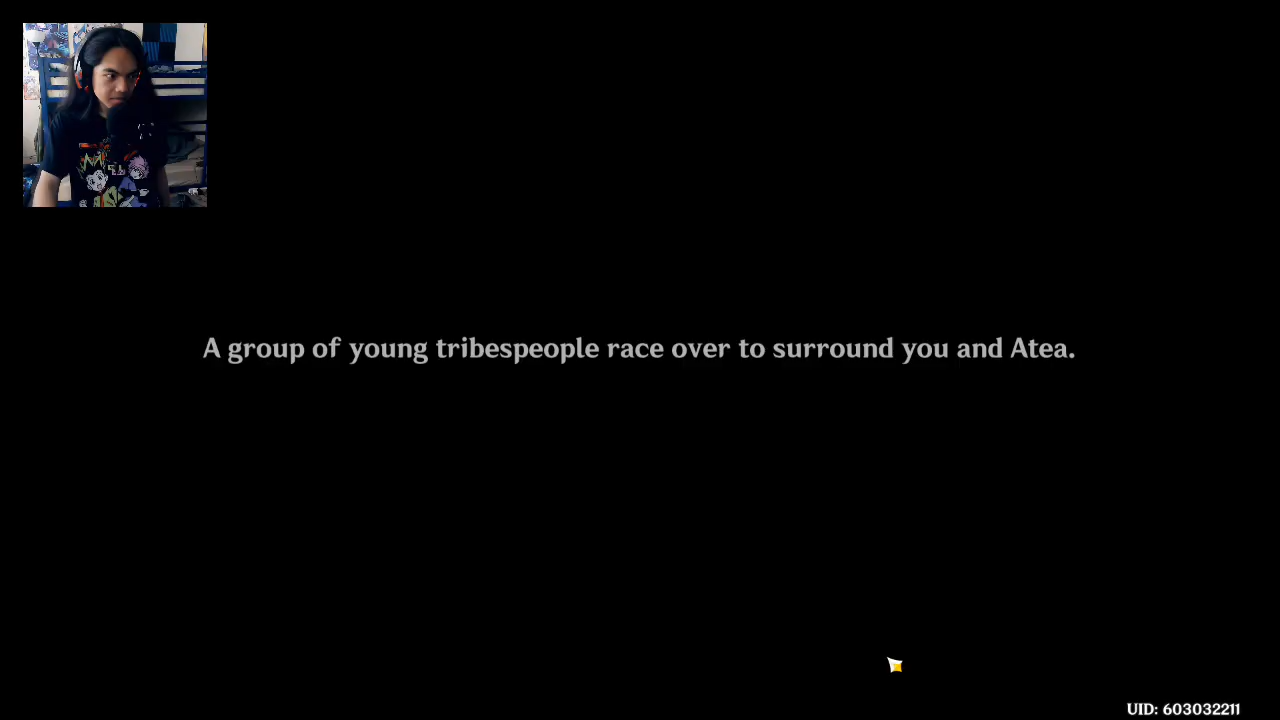 A group of young tribespeople race over to surround you and Atea.
UID: 603032211